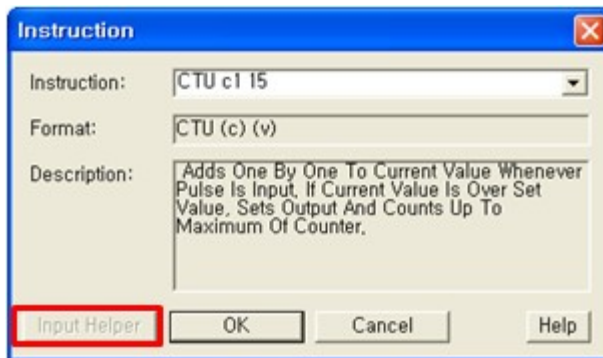 Instruction
Instruction: CTU c1 15
Format: CTU (c) (v)
Description: Adds One By One To Current Value Whenever
Pulse Is Input, If Current Value Is Over Set
Value, Sets Output And Counts Up To
Maximum Of Counter,
Input Helper OK Cancel Help